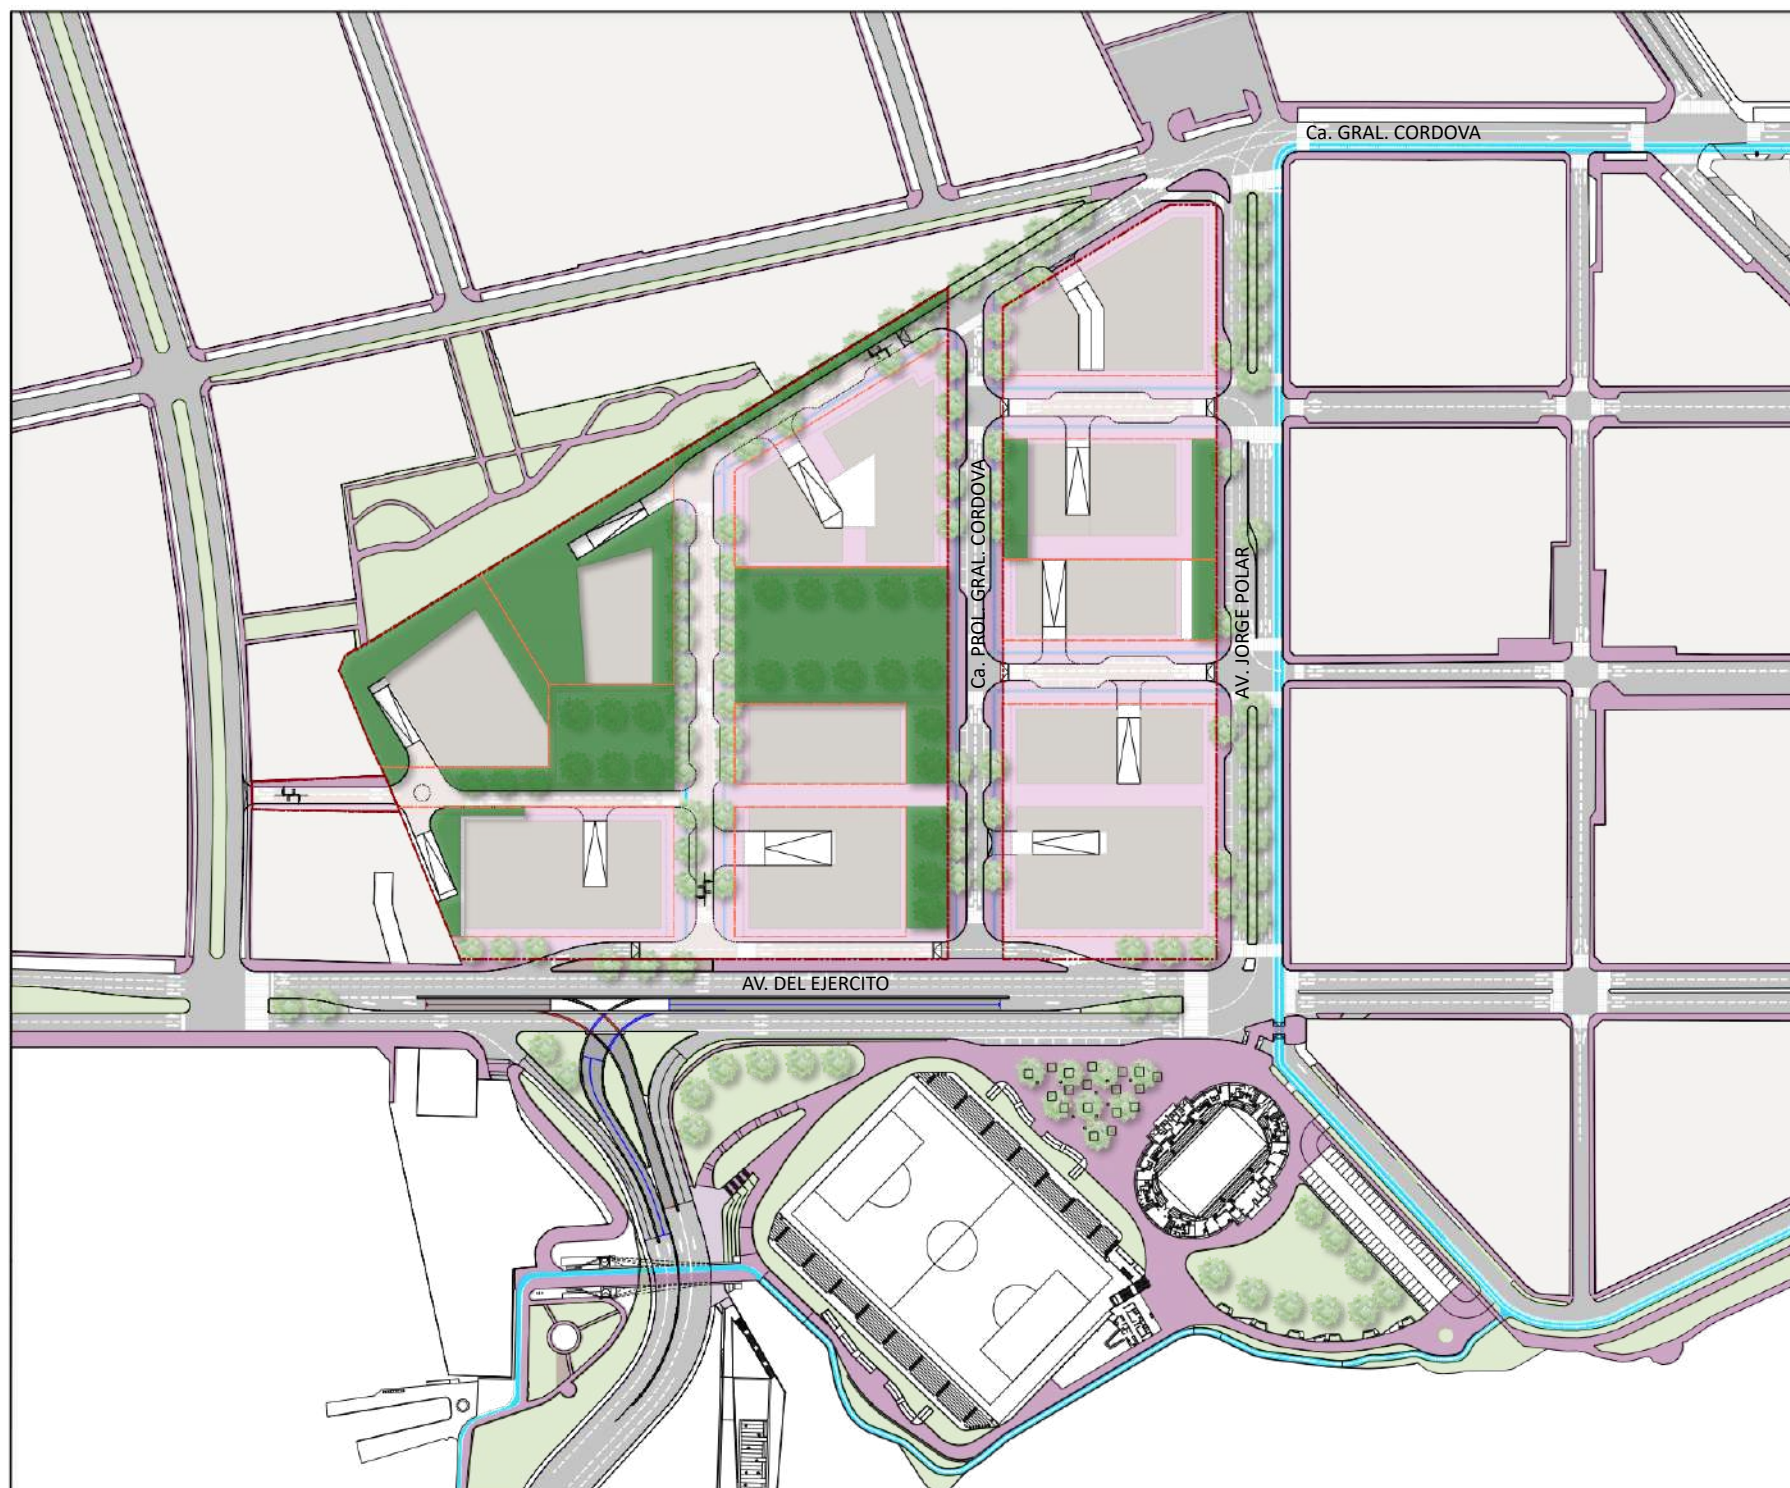 Ca. GRAL. CORDOVA
Ca. PROL. GRAL. CORDOVA
AV. JORGE POLAR
AV. DEL EJERCITO